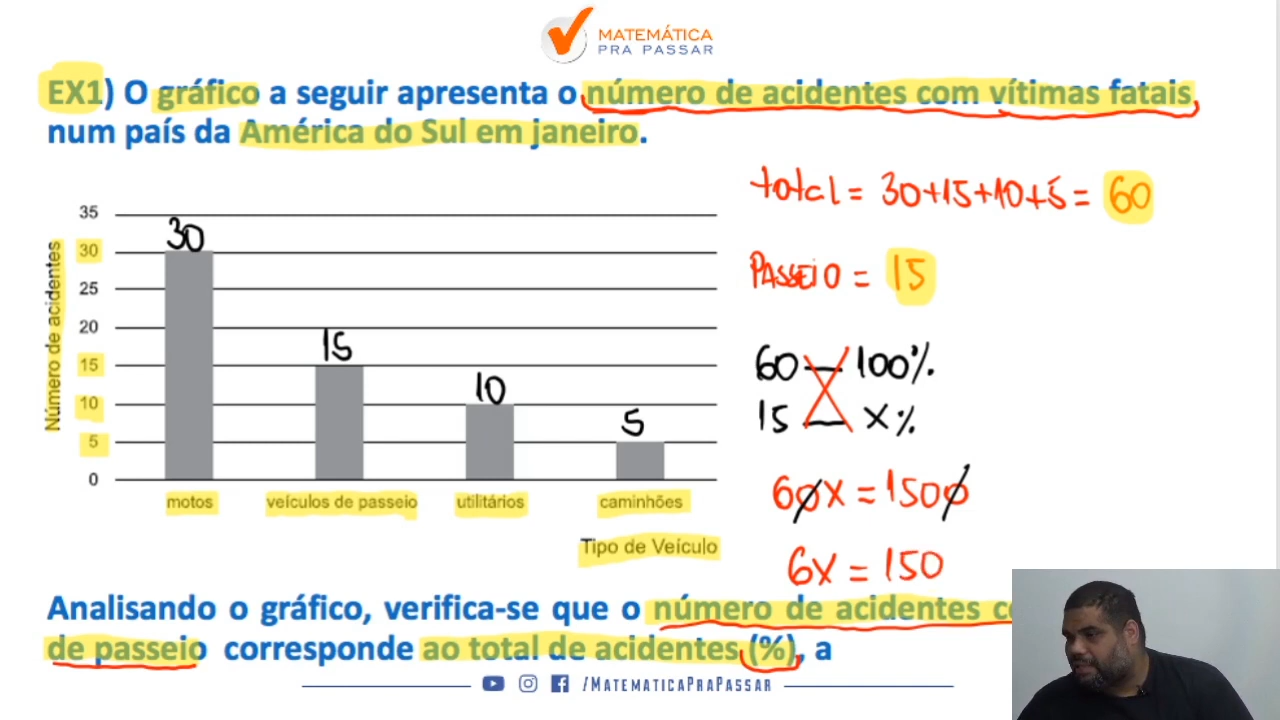 MATEMÁTICA
PRA PASSAR
EX1) O gráfico a seguir apresenta o número de acidentes com vítimas fatais
num país da América do Sul em janeiro.
total = 30+15+10+5 = 60
PASSEIO = 15
60 — 100%
15 — X%
60X = 1500
6X = 150
Número de acidentes
35
30
25
20
15
10
5
0
30
15
10
5
motos
veículos de passeio
utilitários
caminhões
Tipo de Veículo
Analisando o gráfico, verifica-se que o número de acidentes
de passeio corresponde ao total de acidentes (%), a
/MatematicaPraPassar